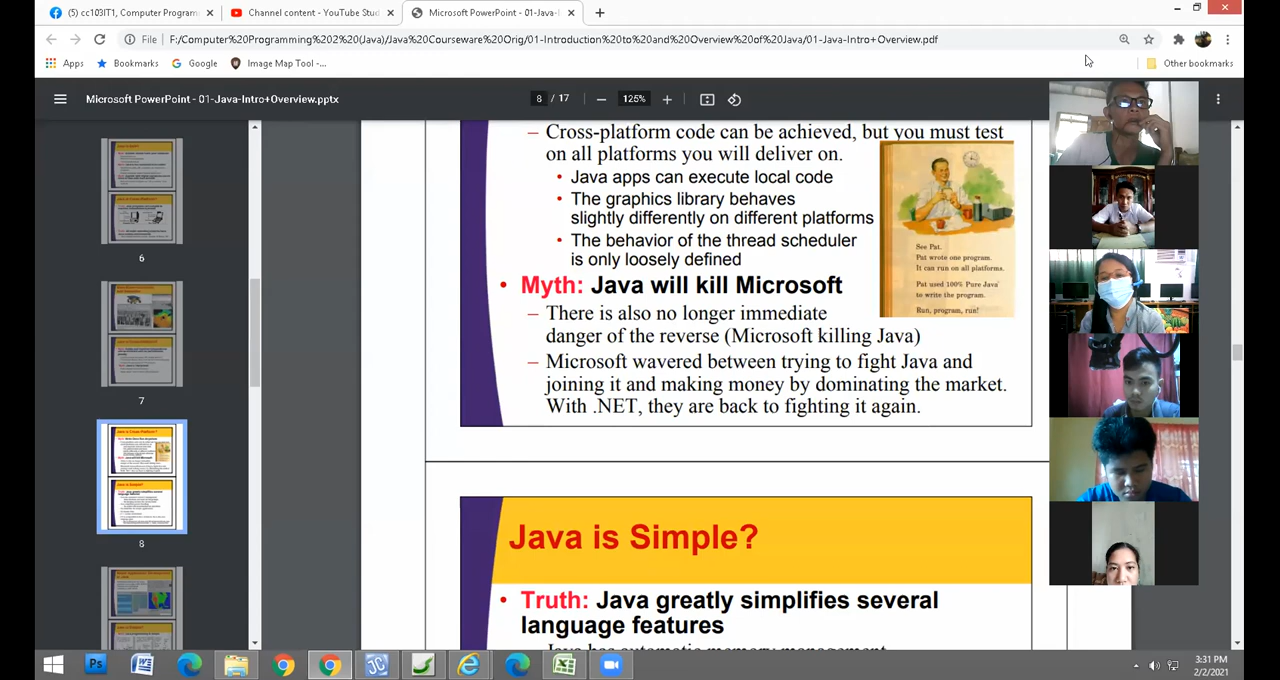 (5) cc103IT1, Computer Program
Channel content - YouTube Stud
Microsoft PowerPoint - 01-Java-I
File
F:/Computer%20Programming%202%20(Java)/Java%20Courseware%20Orig/01-Introduction%20to%20and%20Overview%20of%20Java/01-Java-Intro+Overview.pdf
Apps
Bookmarks
Google
Image Map Tool -...
Other bookmarks
Microsoft PowerPoint - 01-Java-Intro+Overview.pptx
8 / 17
125%
6
7
8
– Cross-platform code can be achieved, but you must test
on all platforms you will deliver on.
• Java apps can execute local code
• The graphics library behaves
slightly differently on different platforms
• The behavior of the thread scheduler
is only loosely defined
See Pat.
Pat wrote one program.
It can run on all platforms.
Pat used 100% Pure Java
to write the program.
Run, program, run!
• Myth: Java will kill Microsoft
– There is also no longer immediate
danger of the reverse (Microsoft killing Java)
– Microsoft wavered between trying to fight Java and
joining it and making money by dominating the market.
With .NET, they are back to fighting it again.
Java is Simple?
• Truth: Java greatly simplifies several
language features
Java has automatic memory management
3:31 PM
2/2/2021